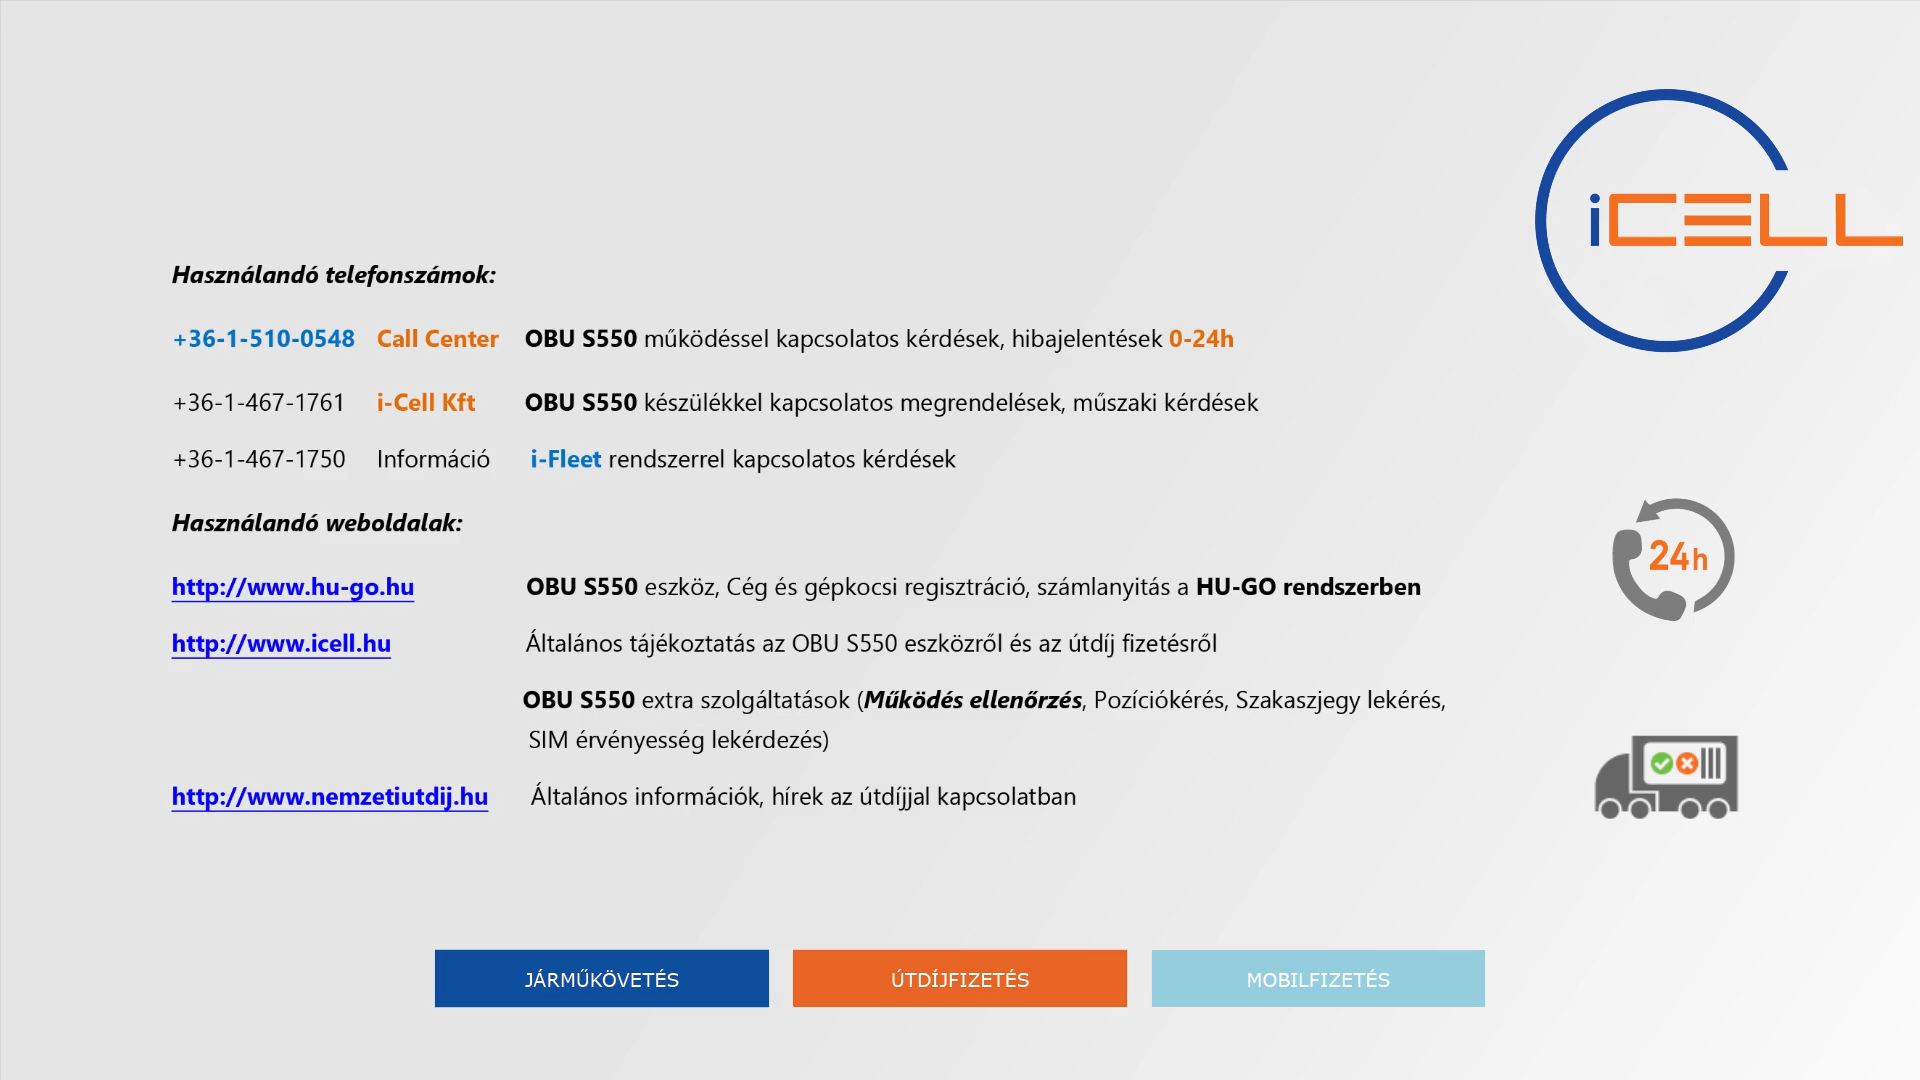 iCELL
Használandó telefonszámok:
+36-1-510-0548 Call Center OBU S550 működéssel kapcsolatos kérdések, hibajelentések 0-24h
+36-1-467-1761 i-Cell Kft OBU S550 készülékkel kapcsolatos megrendelések, műszaki kérdések
+36-1-467-1750 Információ i-Fleet rendszerrel kapcsolatos kérdések
Használandó weboldalak:
24h
http://www.hu-go.hu OBU S550 eszköz, Cég és gépkocsi regisztráció, számlanyitás a HU-GO rendszerben
http://www.icell.hu Általános tájékoztatás az OBU S550 eszközről és az útdíj fizetésről
OBU S550 extra szolgáltatások (Működés ellenőrzés, Pozíciókérés, Szakaszjegy lekérés,
SIM érvényesség lekérdezés)
http://www.nemzetiutdij.hu Általános információk, hírek az útdíjjal kapcsolatban
JÁRMŰKÖVETÉS
ÚTDÍJFIZETÉS
MOBILFIZETÉS